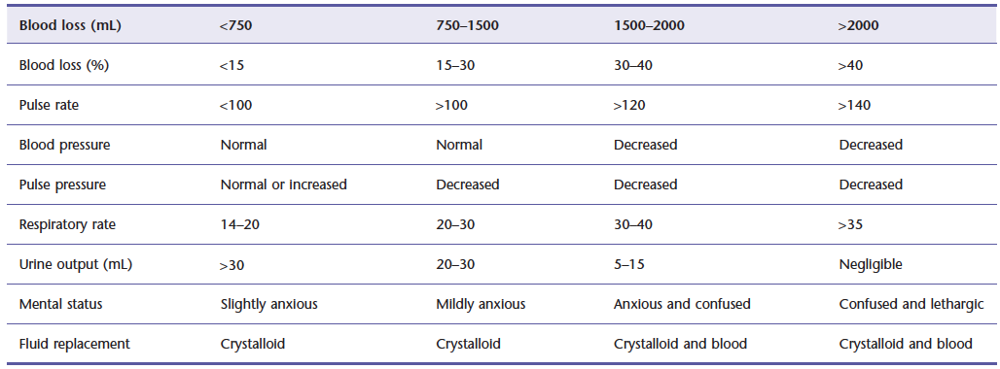 Blood loss (mL) <750 750–1500 1500–2000 >2000
Blood loss (%) <15 15–30 30–40 >40
Pulse rate <100 >100 >120 >140
Blood pressure Normal Normal Decreased Decreased
Pulse pressure Normal or increased Decreased Decreased Decreased
Respiratory rate 14–20 20–30 30–40 >35
Urine output (mL) >30 20–30 5–15 Negligible
Mental status Slightly anxious Mildly anxious Anxious and confused Confused and lethargic
Fluid replacement Crystalloid Crystalloid Crystalloid and blood Crystalloid and blood